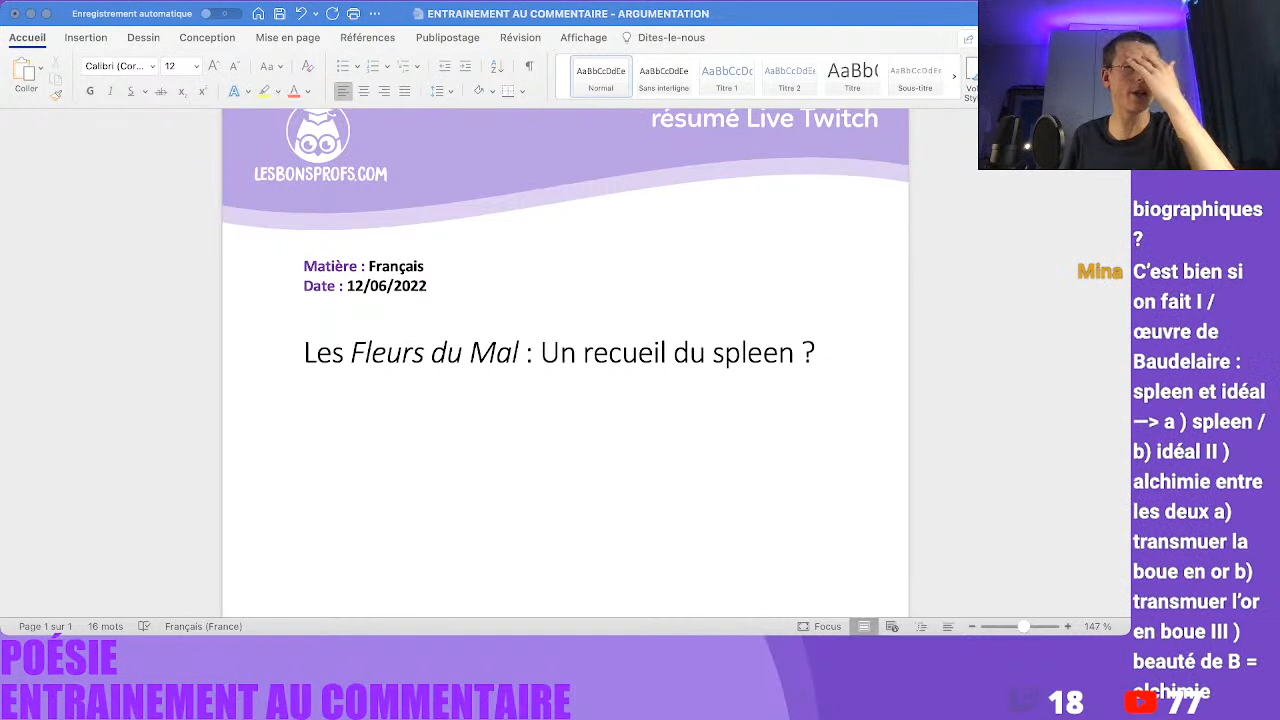 Enregistrement automatique
ENTRAINEMENT AU COMMENTAIRE - ARGUMENTATION
Accueil Insertion Dessin Conception Mise en page Références Publipostage Révision Affichage Dites-le-nous
Coller
Calibri (Cor... 12
Aa
G I S ab x x
A A
AaBbCcDdEe
Normal
AaBbCcDdEe
Sans interligne
AaBbCcDc
Titre 1
AaBbCcDdEe
Titre 2
AaBb(
Titre
AaBbCcDdEe
Sous-titre
résumé Live Twitch
LESBONSPROFS.COM
Matière : Français
Date : 12/06/2022
Les Fleurs du Mal : Un recueil du spleen ?
biographiques
?
Mina C’est bien si
on fait I /
œuvre de
Baudelaire :
spleen et idéal
—> a ) spleen /
b) idéal II )
alchimie entre
les deux a)
transmuer la
boue en or b)
transmuer l’or
en boue III )
beauté de B =
alchimie
Page 1 sur 1 16 mots Français (France) Focus 147 %
POÉSIE
ENTRAINEMENT AU COMMENTAIRE
18 77